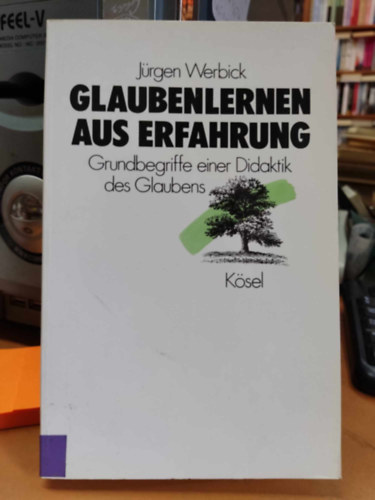 FEEL-V
Jürgen Werbick
GLAUBENLERNEN
AUS ERFAHRUNG
Grundbegriffe einer Didaktik
des Glaubens
Kösel